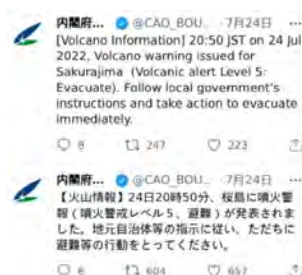 内閣府... @CAO_BOU... ·7月24日 ...
[Volcano Information] 20:50 JST on 24 Jul
2022, Volcano warning issued for
Sakurajima (Volcanic alert Level 5:
Evacuate). Follow local government's
instructions and take action to evacuate
immediately.
8 247 223
内閣府... @CAO_BOU... ·7月24日 ...
【火山情報】24日20時50分、桜島に噴火警
報(噴火警戒レベル5、避難)が発表されま
した。地元自治体等の指示に従い、ただちに
避難等の行動をとってください。
6 604 657